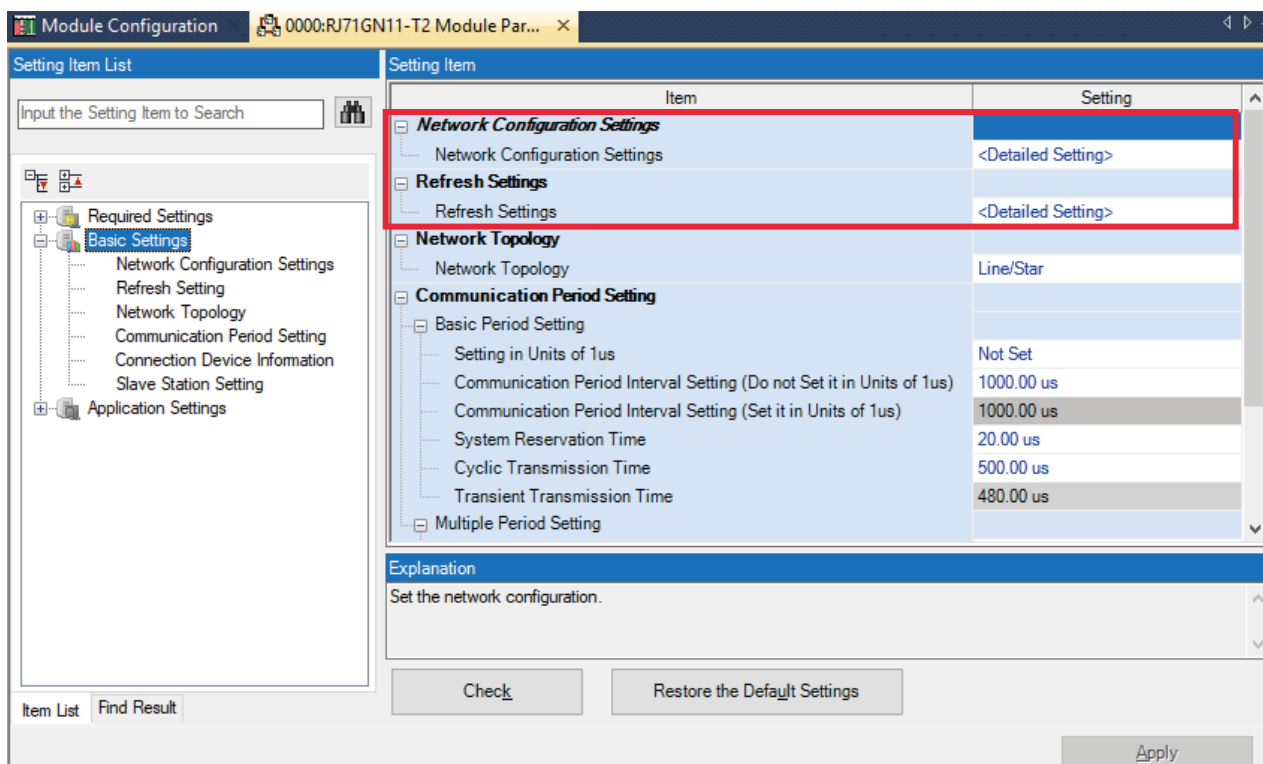 Module Configuration
0000:RJ71GN11-T2 Module Par...
Setting Item List
Input the Setting Item to Search
Required Settings
Basic Settings
Network Configuration Settings
Refresh Setting
Network Topology
Communication Period Setting
Connection Device Information
Slave Station Setting
Application Settings
Item List
Find Result
Setting Item
Item Setting
Network Configuration Settings
Network Configuration Settings <Detailed Setting>
Refresh Settings
Refresh Settings <Detailed Setting>
Network Topology
Network Topology Line/Star
Communication Period Setting
Basic Period Setting
Setting in Units of 1us Not Set
Communication Period Interval Setting (Do not Set it in Units of 1us) 1000.00 us
Communication Period Interval Setting (Set it in Units of 1us) 1000.00 us
System Reservation Time 20.00 us
Cyclic Transmission Time 500.00 us
Transient Transmission Time 480.00 us
Multiple Period Setting
Explanation
Set the network configuration.
Check
Restore the Default Settings
Apply